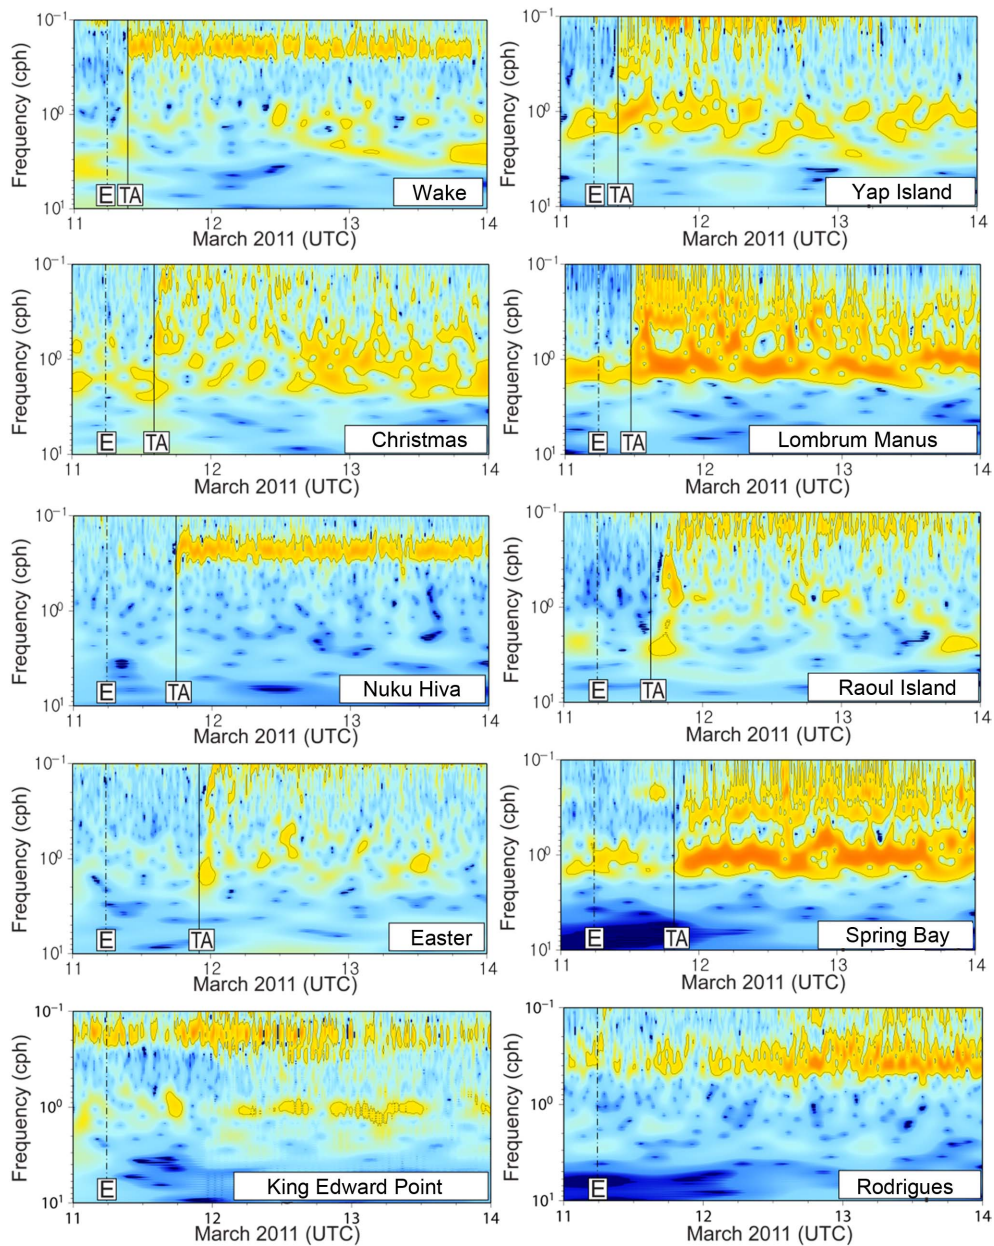 10⁻¹
10⁰
10¹
Frequency (cph)
E
TA
Wake
11
12
13
14
March 2011 (UTC)
10⁻¹
10⁰
10¹
Frequency (cph)
E
TA
Yap Island
11
12
13
14
March 2011 (UTC)
10⁻¹
10⁰
10¹
Frequency (cph)
E
TA
Christmas
11
12
13
14
March 2011 (UTC)
10⁻¹
10⁰
10¹
Frequency (cph)
E
TA
Lombrum Manus
11
12
13
14
March 2011 (UTC)
10⁻¹
10⁰
10¹
Frequency (cph)
E
TA
Nuku Hiva
11
12
13
14
March 2011 (UTC)
10⁻¹
10⁰
10¹
Frequency (cph)
E
TA
Raoul Island
11
12
13
14
March 2011 (UTC)
10⁻¹
10⁰
10¹
Frequency (cph)
E
TA
Easter
11
12
13
14
March 2011 (UTC)
10⁻¹
10⁰
10¹
Frequency (cph)
E
TA
Spring Bay
11
12
13
14
March 2011 (UTC)
10⁻¹
10⁰
10¹
Frequency (cph)
E
King Edward Point
11
12
13
14
March 2011 (UTC)
10⁻¹
10⁰
10¹
Frequency (cph)
E
Rodrigues
11
12
13
14
March 2011 (UTC)